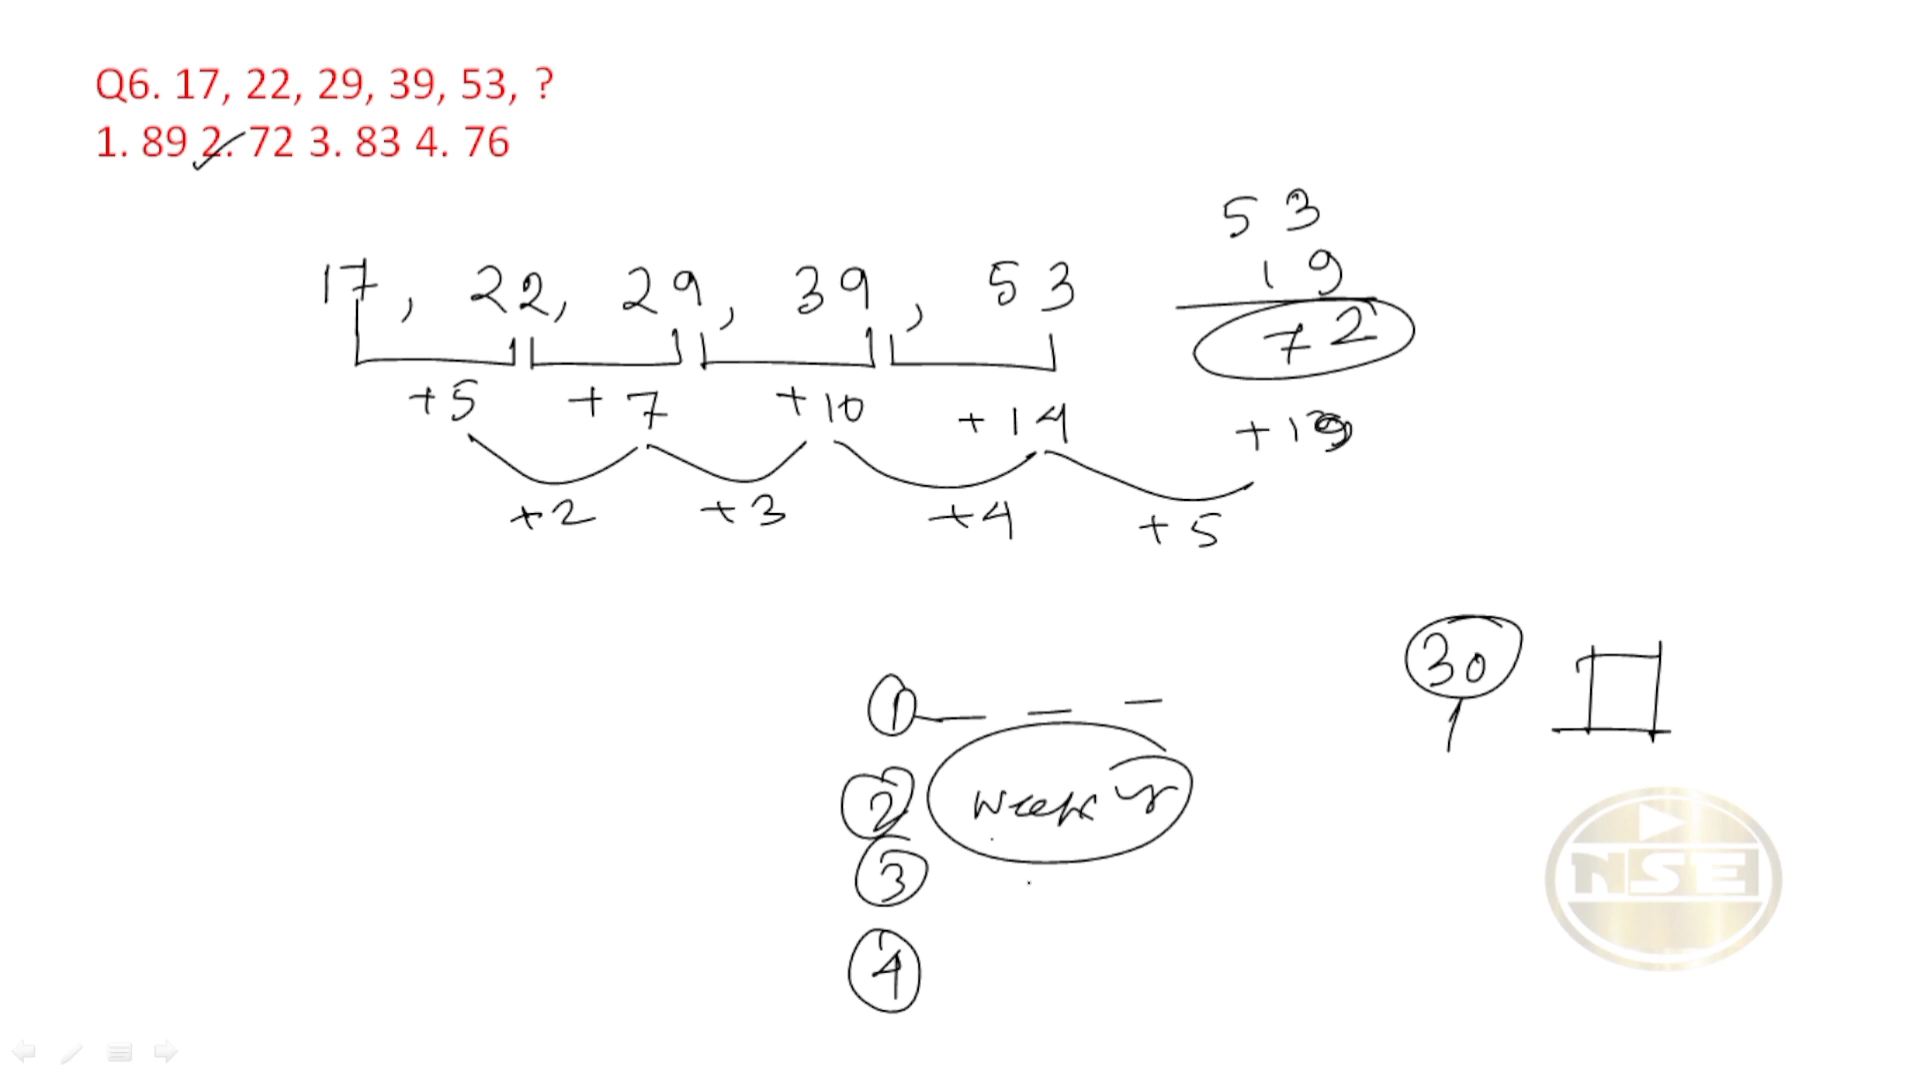 Q6. 17, 22, 29, 39, 53, ?
1. 89 2. 72 3. 83 4. 76
53
19
72
17, 22, 29, 39, 53
+5 +7 +10 +14 +19
+2 +3 +4 +5
30
1
2
3
4
NSE